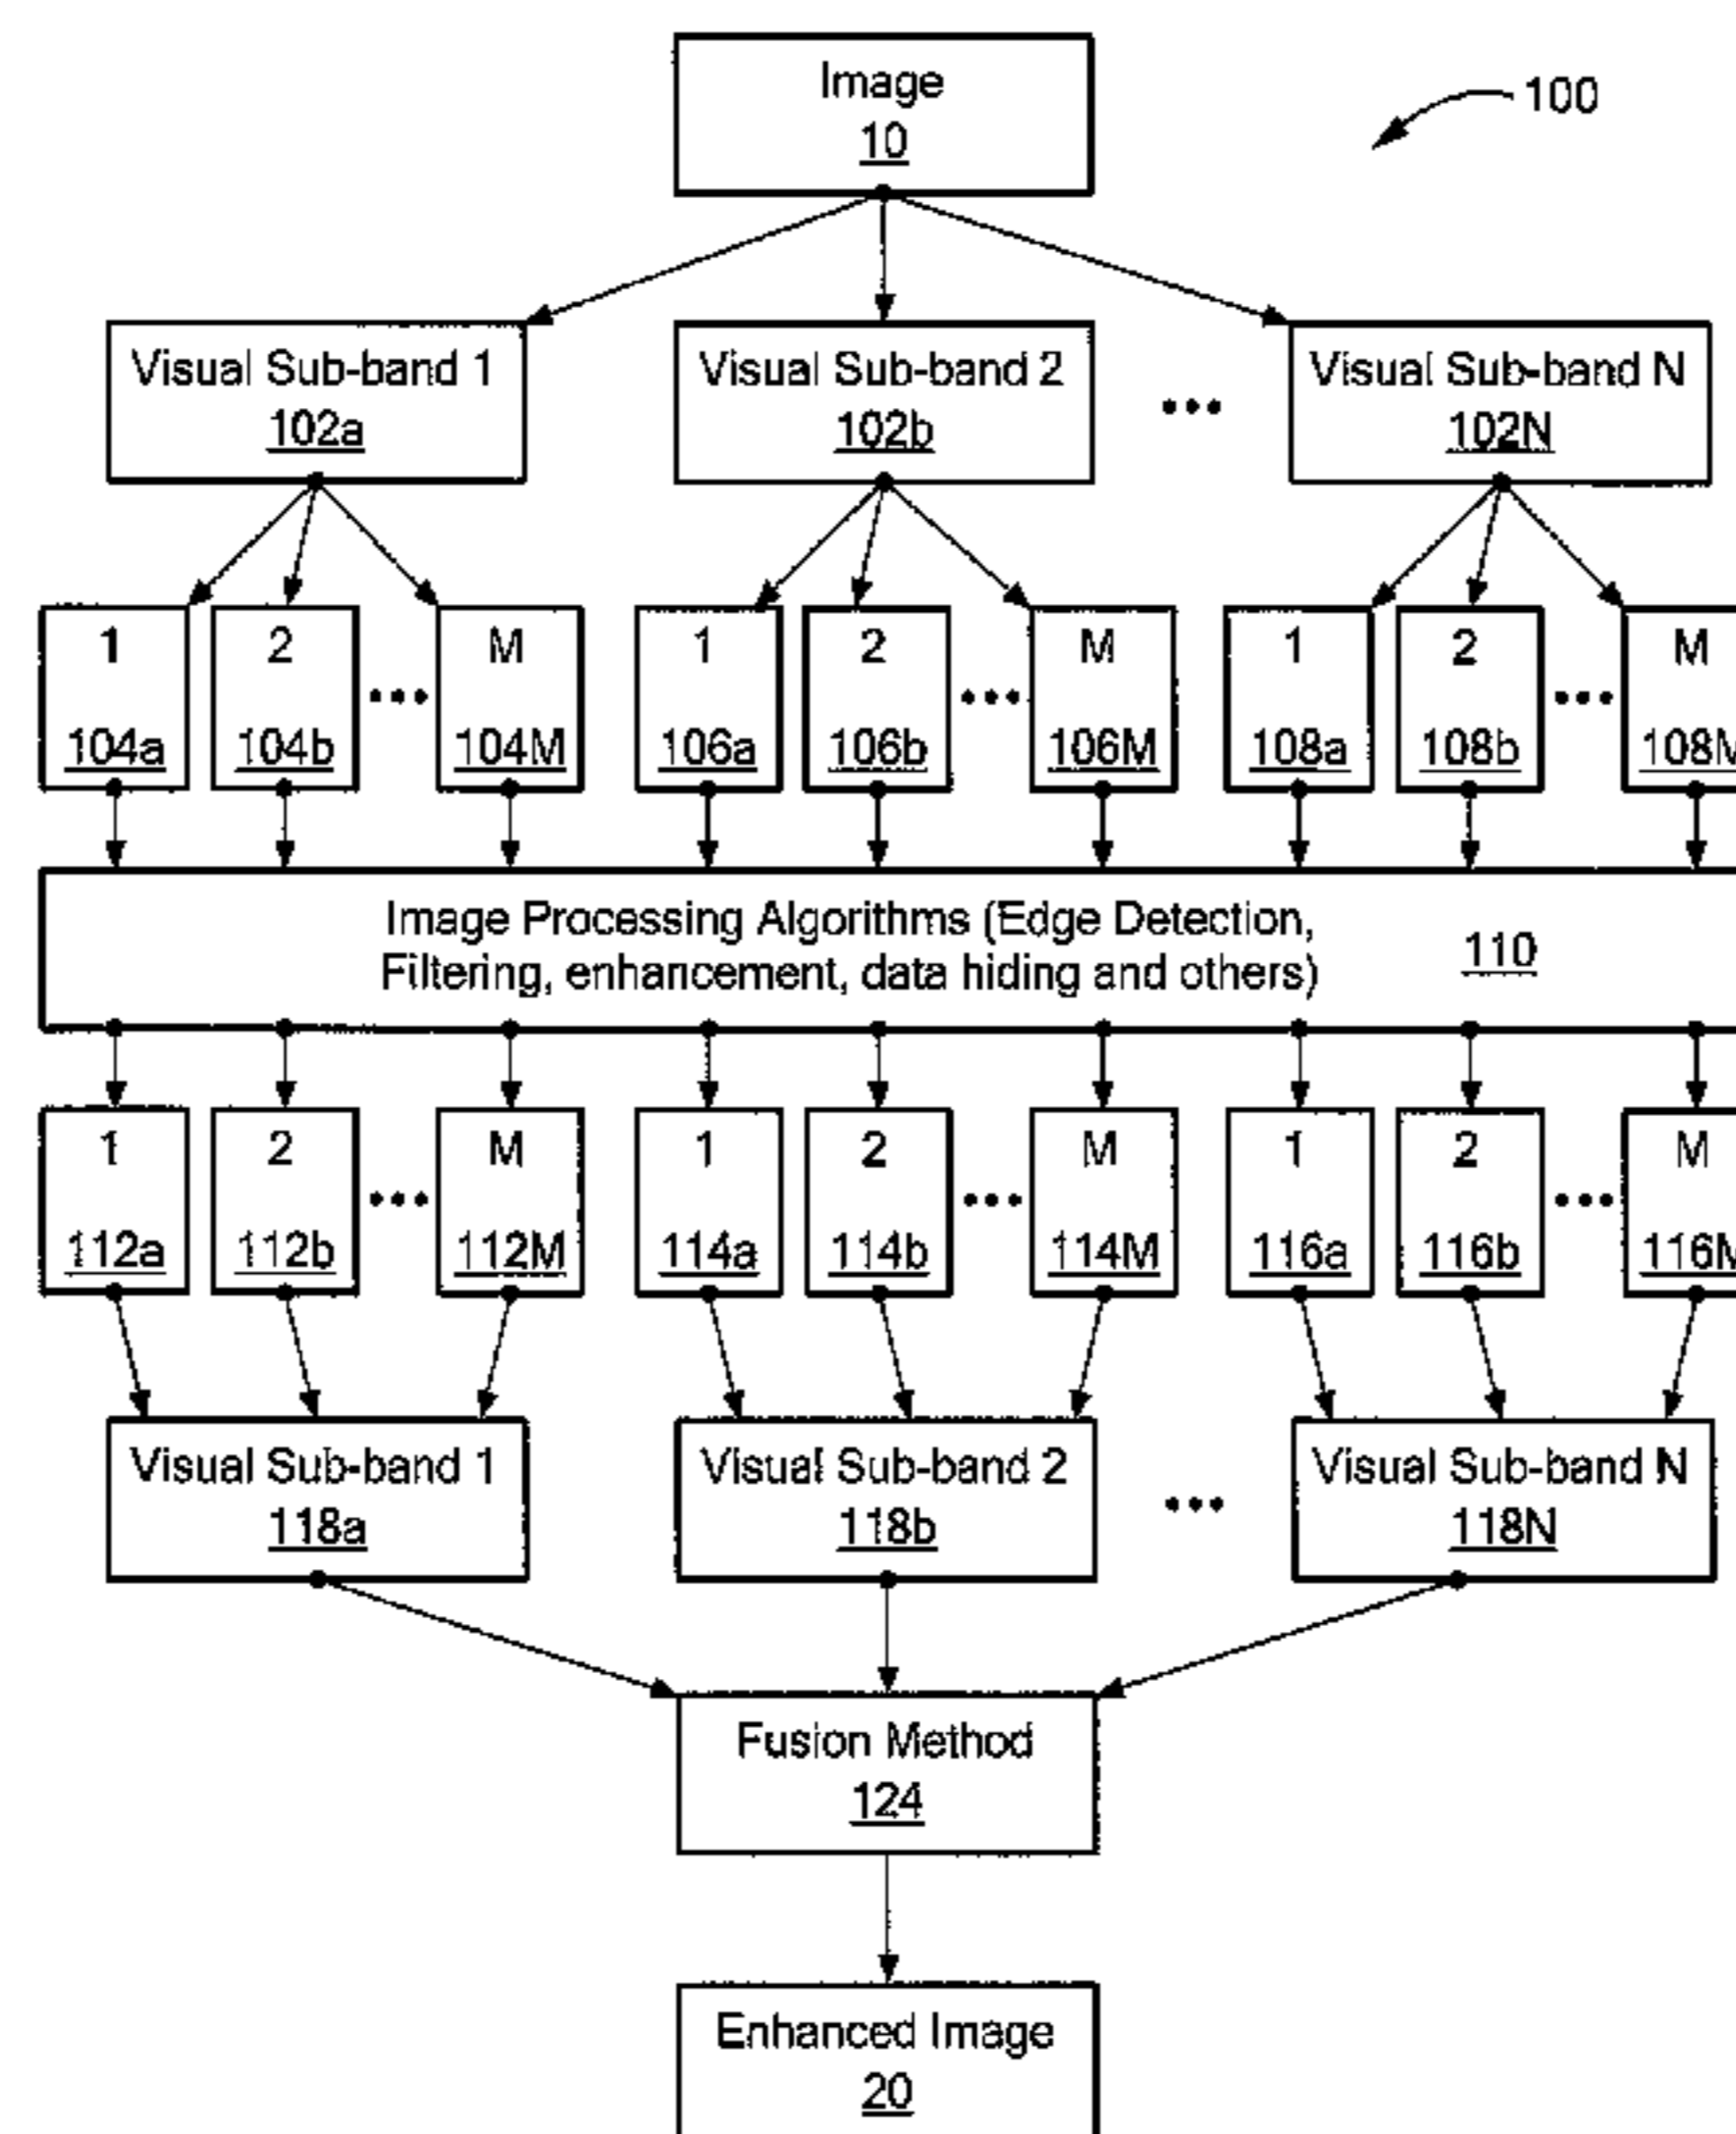 Image
10
100
Visual Sub-band 1
102a
Visual Sub-band 2
102b
Visual Sub-band N
102N
1
104a
2
104b
M
104M
1
106a
2
106b
M
106M
1
108a
2
108b
M
108M
Image Processing Algorithms (Edge Detection,
Filtering, enhancement, data hiding and others)
110
1
112a
2
112b
M
112M
1
114a
2
114b
M
114M
1
116a
2
116b
M
116M
Visual Sub-band 1
118a
Visual Sub-band 2
118b
Visual Sub-band N
118N
Fusion Method
124
Enhanced Image
20